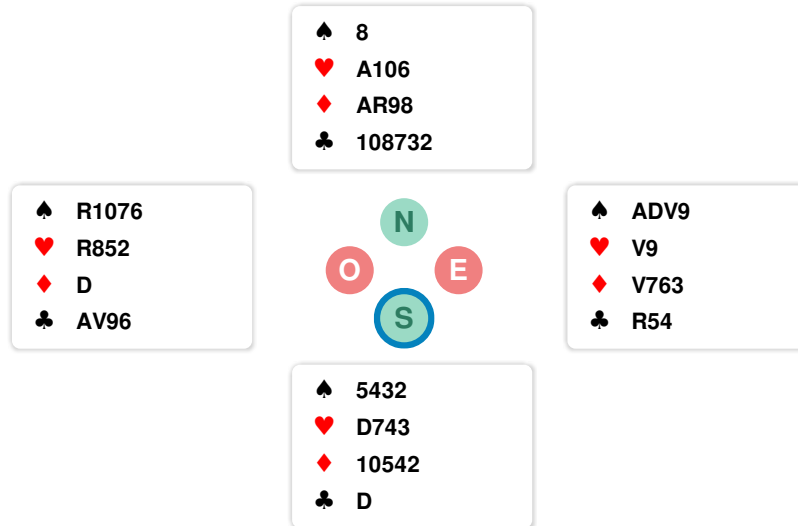 ♠ 8
♥ A106
♦ AR98
♣ 108732
♠ R1076
♥ R852
♦ D
♣ AV96
N
O E
S
♠ ADV9
♥ V9
♦ V763
♣ R54
♠ 5432
♥ D743
♦ 10542
♣ D